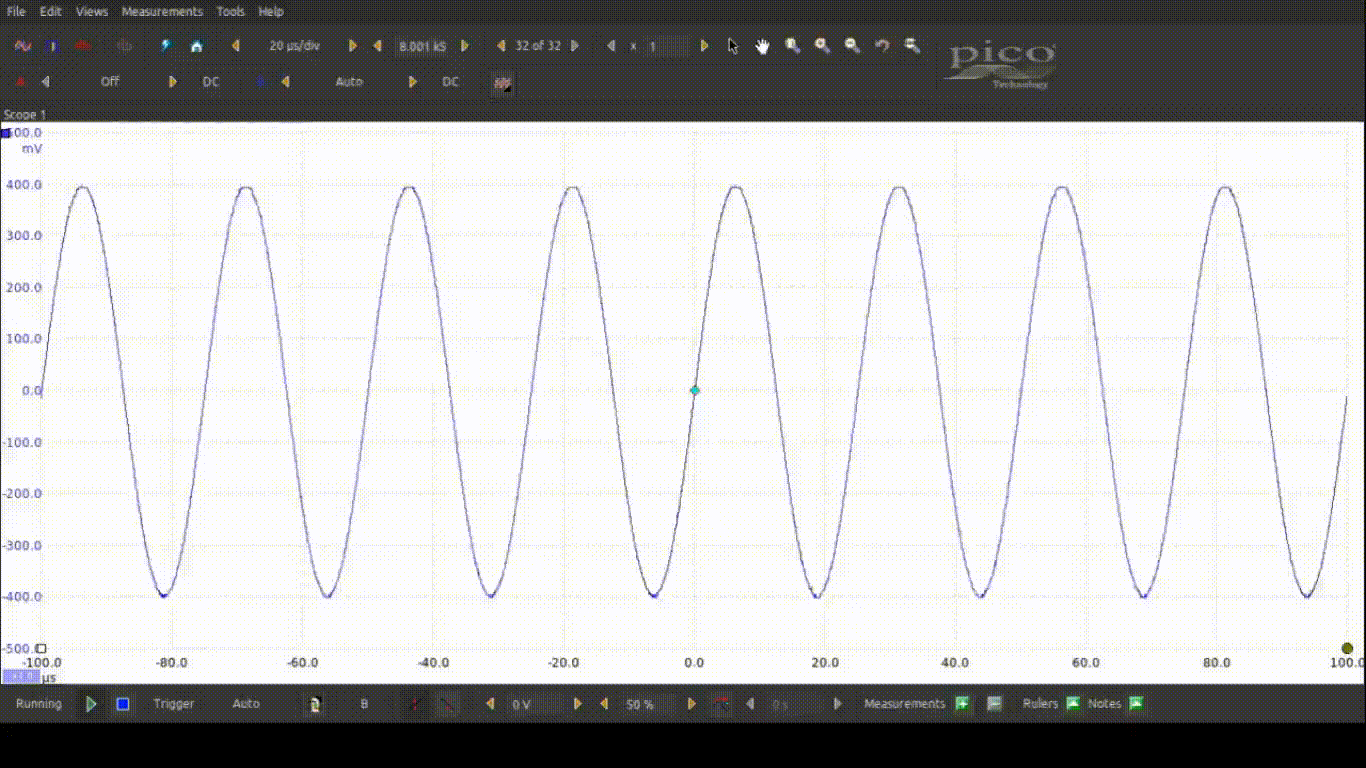 File Edit Views Measurements Tools Help
20 µs/div 8.001 kS 32 of 32 x 1
pico
Technology
Off DC Auto DC
Scope 1
mV
400.0
300.0
200.0
100.0
0.0
-100.0
-200.0
-300.0
-400.0
-500.0
-100.0 -80.0 -60.0 -40.0 -20.0 0.0 20.0 40.0 60.0 80.0 100.0
µs
Running Trigger Auto B 0 V 50 % 0 s Measurements Rulers Notes